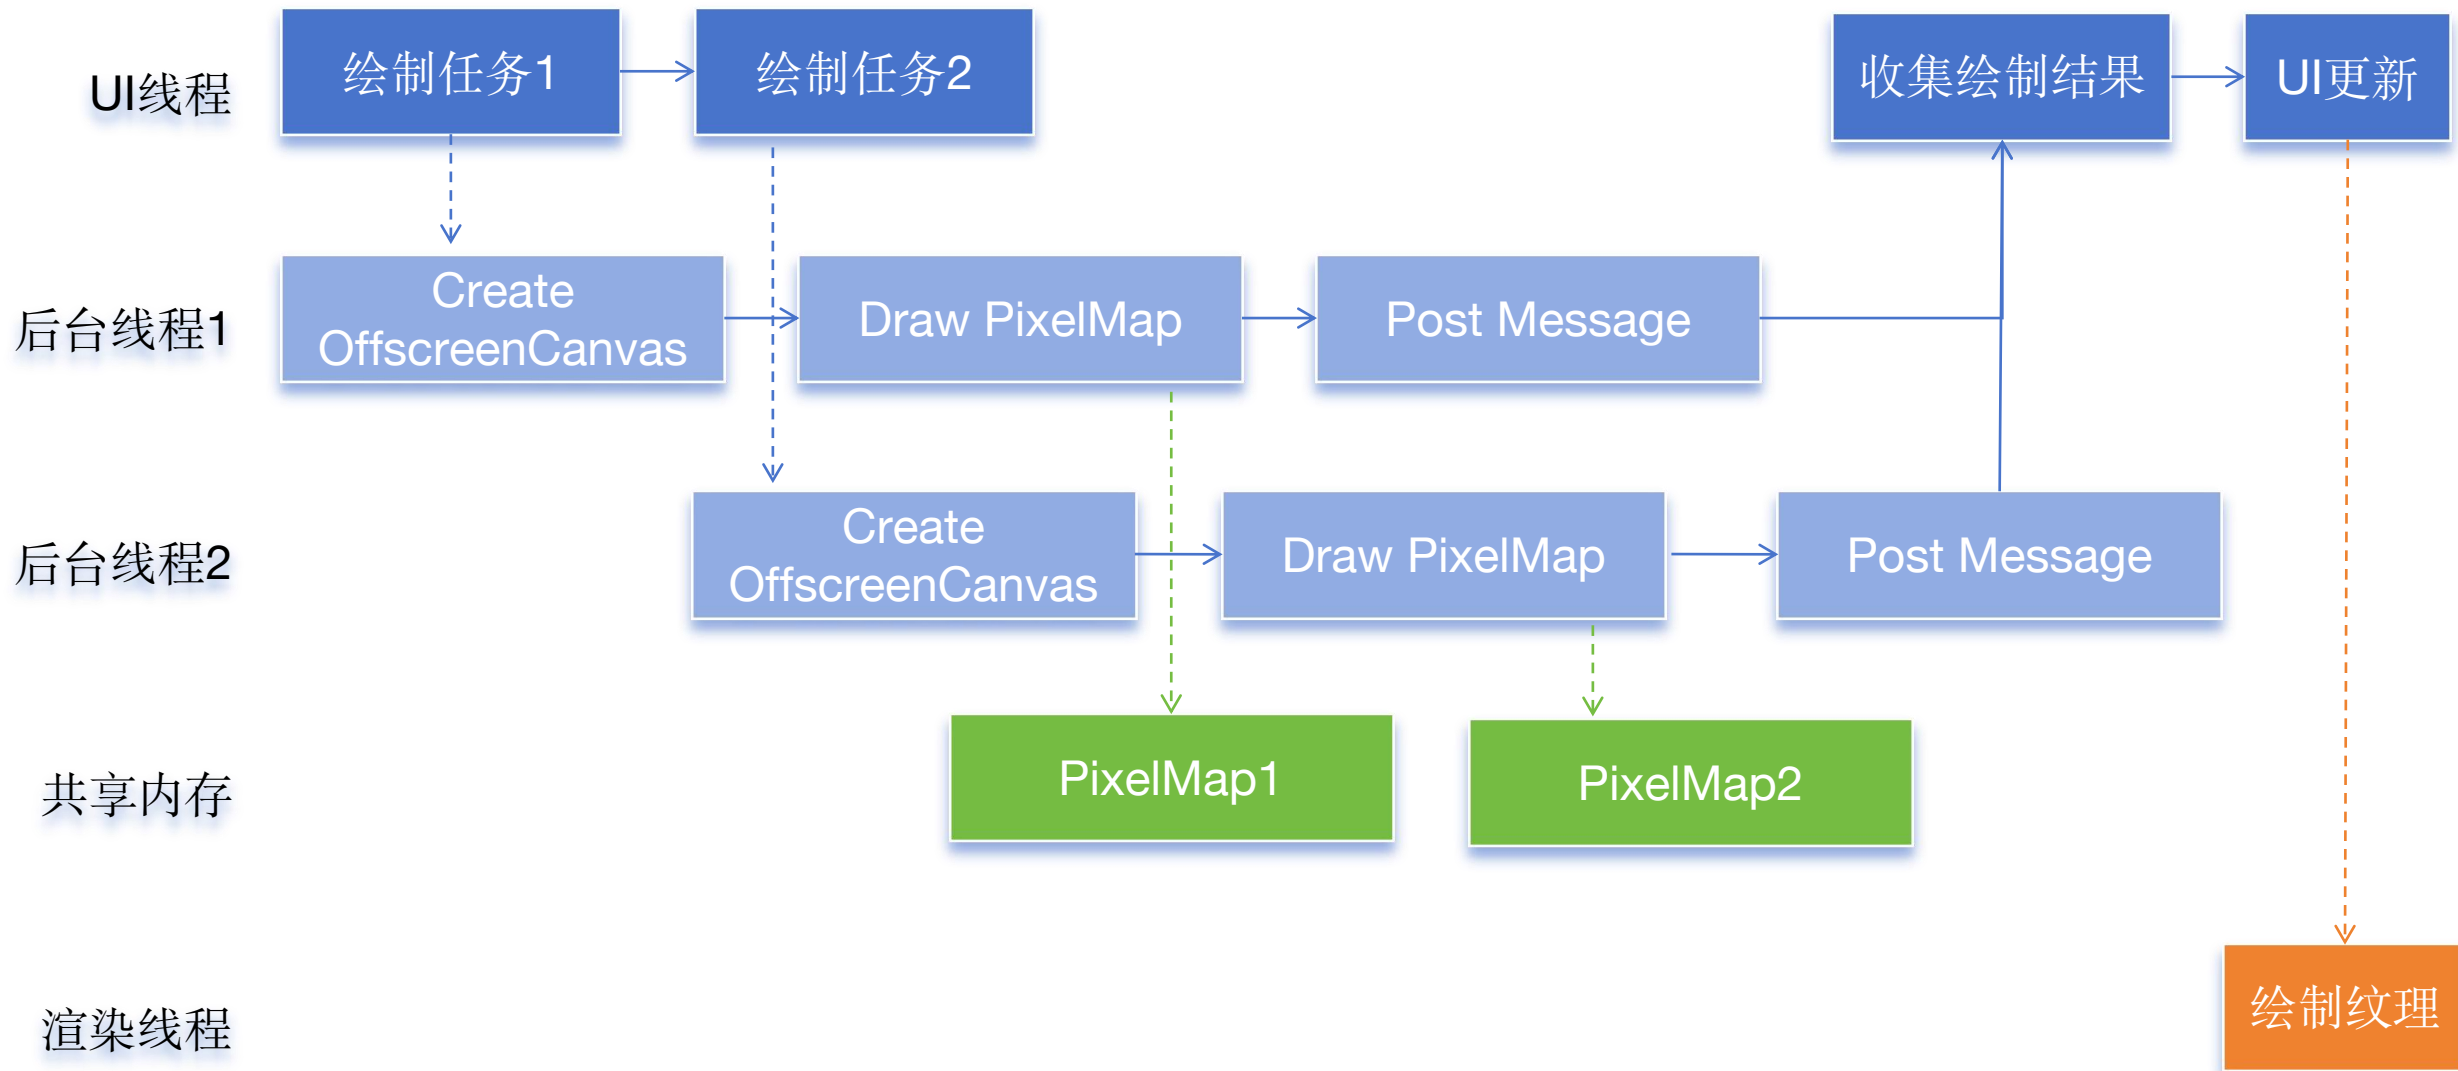 UI线程
绘制任务1
绘制任务2
收集绘制结果
UI更新
后台线程1
Create
OffscreenCanvas
Draw PixelMap
Post Message
后台线程2
Create
OffscreenCanvas
Draw PixelMap
Post Message
共享内存
PixelMap1
PixelMap2
渲染线程
绘制纹理